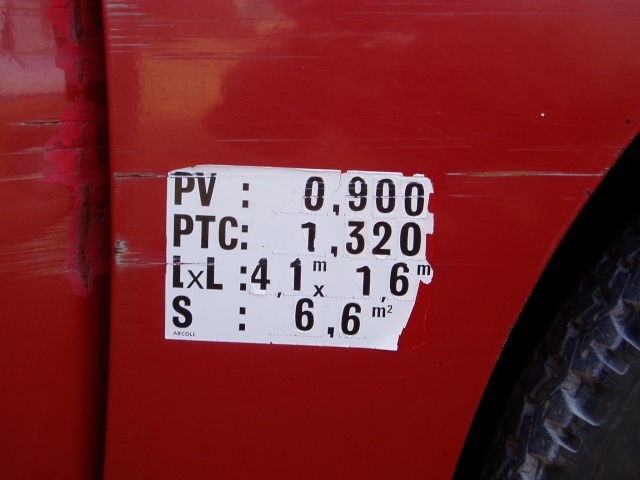 PV : 0,900
PTC: 1,320
LxL :4,1m x 1,6m
S : 6,6 m²
ARCOLL